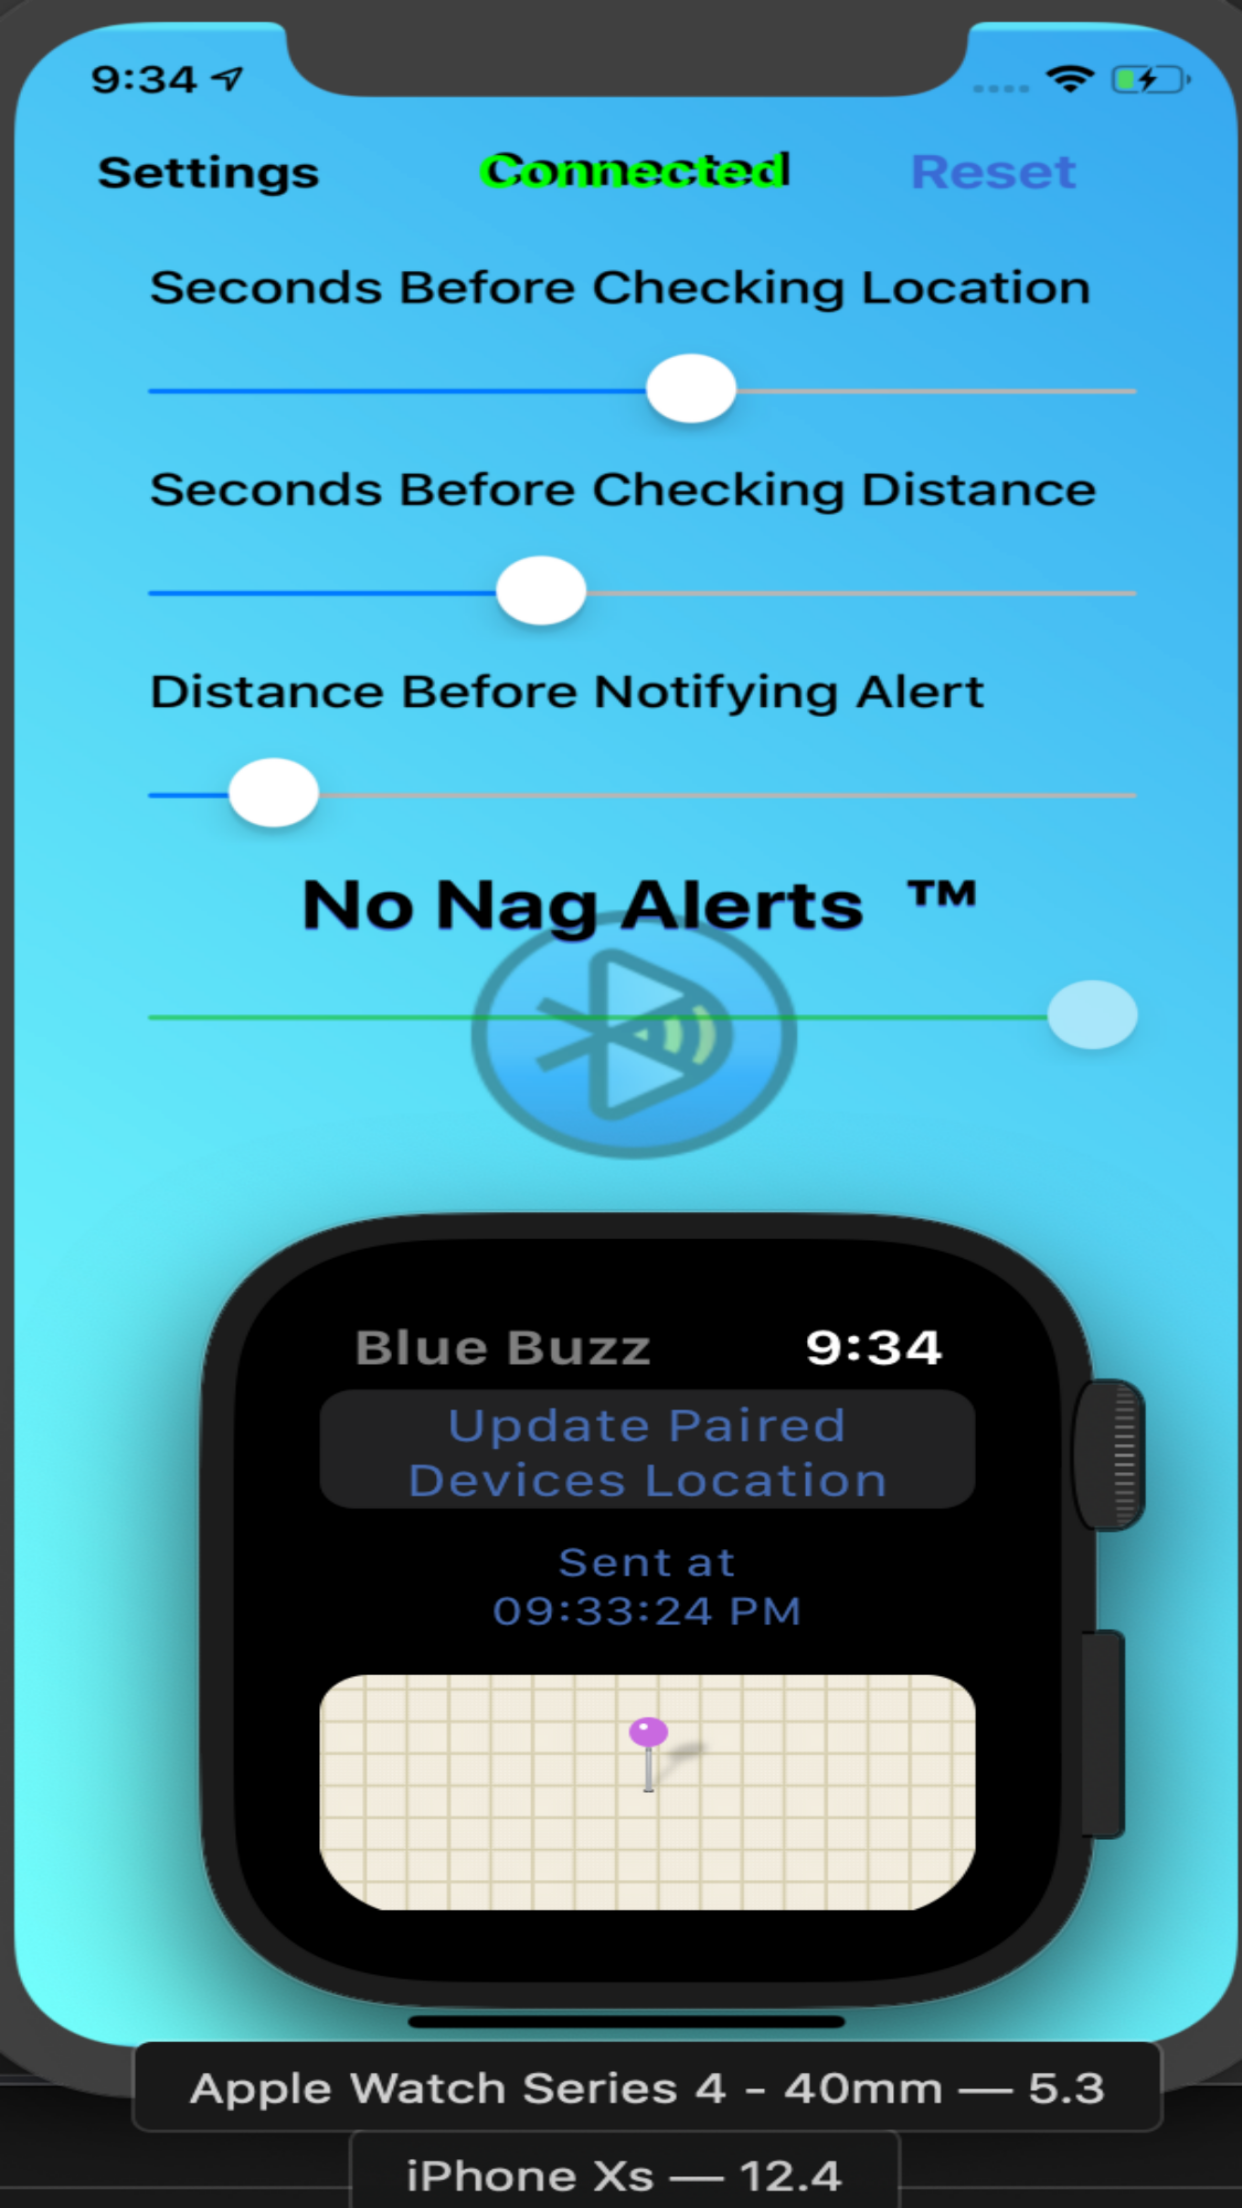 9:34
Settings Connected Reset
Seconds Before Checking Location
Seconds Before Checking Distance
Distance Before Notifying Alert
No Nag Alerts ™
Blue Buzz 9:34
Update Paired
Devices Location
Sent at
09:33:24 PM
Apple Watch Series 4 - 40mm — 5.3
iPhone Xs — 12.4